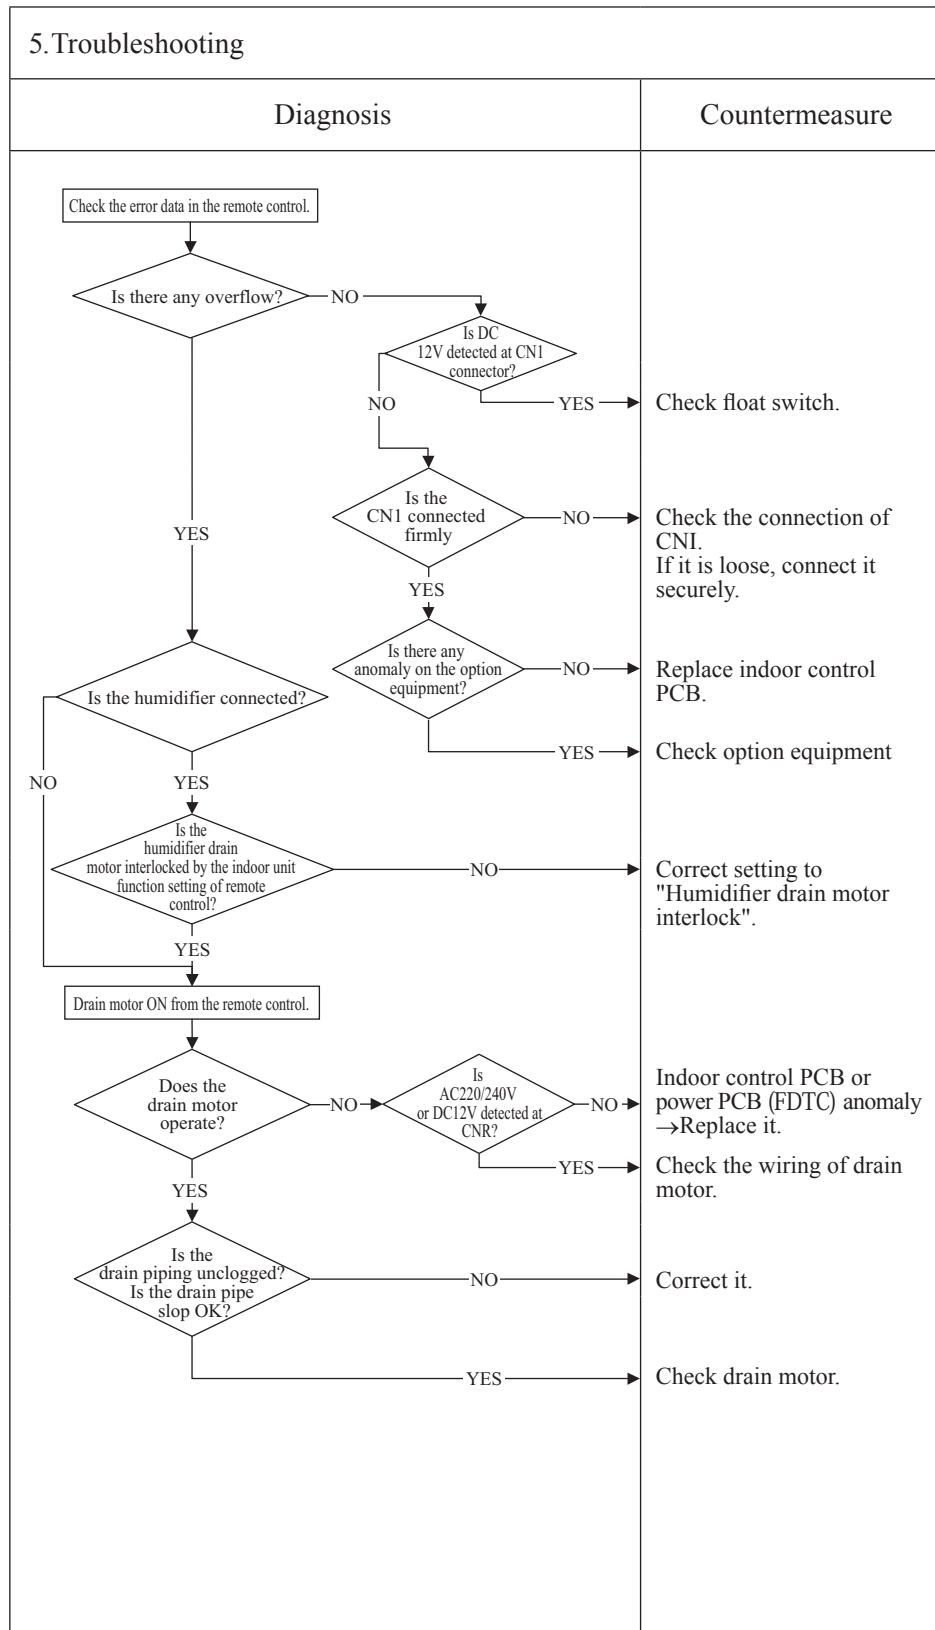 5.Troubleshooting
Diagnosis
Countermeasure
Check the error data in the remote control.
Is there any overflow?
NO
Is DC
12V detected at CN1
connector?
NO
YES
Check float switch.
Is the
CN1 connected
firmly
NO
Check the connection of
CNI.
If it is loose, connect it
securely.
YES
YES
Is there any
anomaly on the option
equipment?
NO
Replace indoor control
PCB.
Is the humidifier connected?
YES
Check option equipment
NO
YES
Is the
humidifier drain
motor interlocked by the indoor unit
function setting of remote
control?
NO
Correct setting to
"Humidifier drain motor
interlock".
YES
Drain motor ON from the remote control.
Does the
drain motor
operate?
NO
Is
AC220/240V
or DC12V detected at
CNR?
NO
Indoor control PCB or
power PCB (FDTC) anomaly
→Replace it.
YES
Check the wiring of drain
motor.
YES
Is the
drain piping unclogged?
Is the drain pipe
slop OK?
NO
Correct it.
YES
Check drain motor.